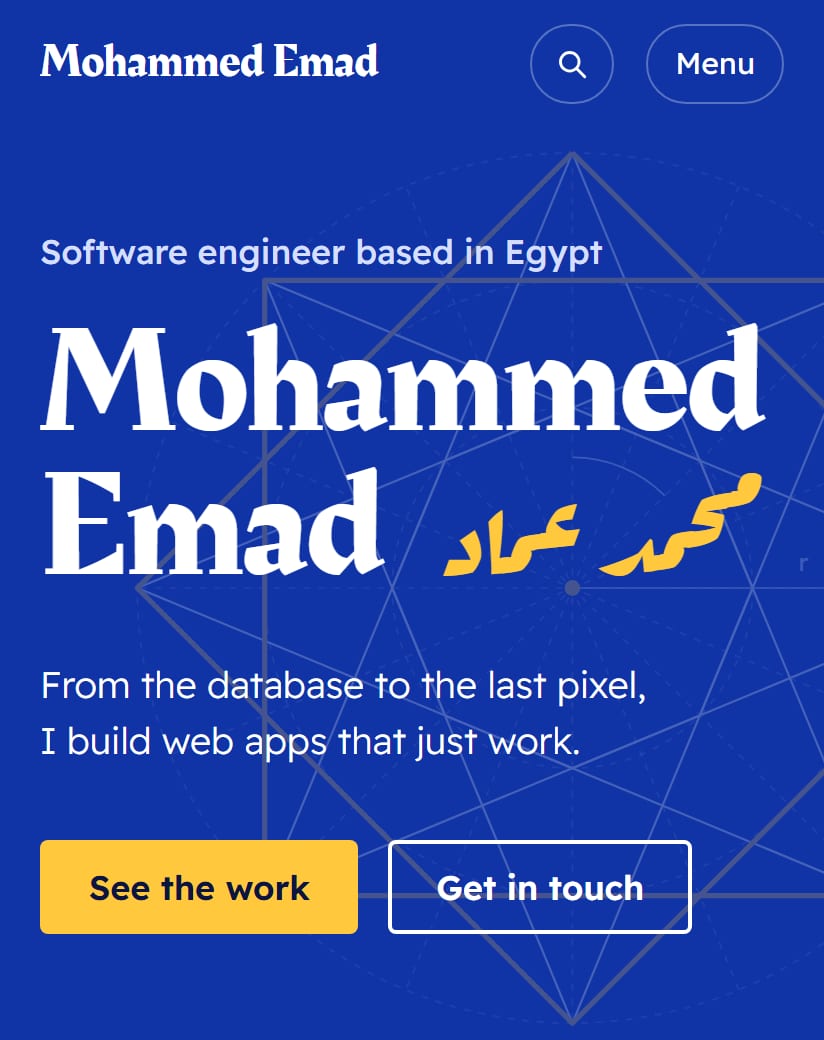 Mohammed Emad
Menu
Software engineer based in Egypt
Mohammed
Emad محمد عماد
r
From the database to the last pixel,
I build web apps that just work.
See the work
Get in touch